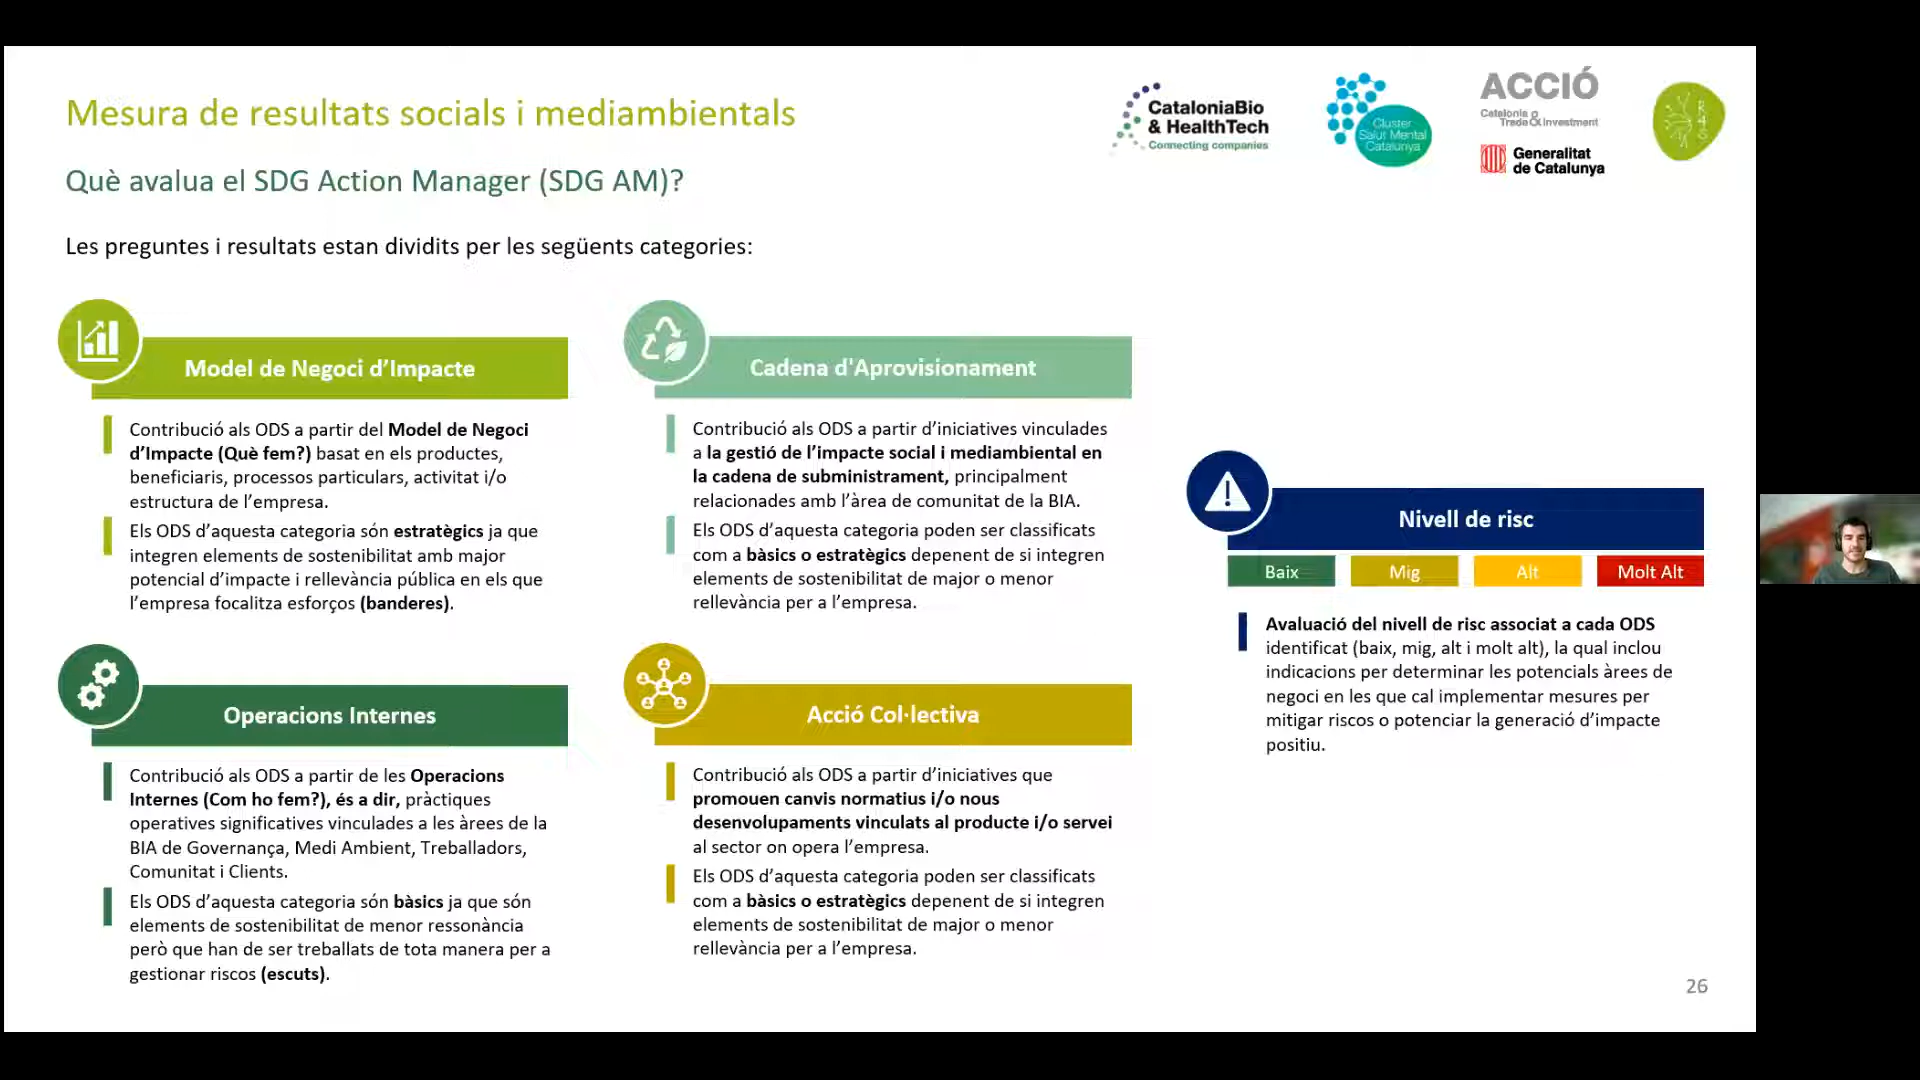 Mesura de resultats socials i mediambientals
Què avalua el SDG Action Manager (SDG AM)?
CataloniaBio
& HealthTech
Connecting companies
Cluster
Salut Mental
Catalunya
ACCIÓ
Catalonia
Trade & Investment
Generalitat
de Catalunya
R4S
Les preguntes i resultats estan dividits per les següents categories:
Model de Negoci d’Impacte
Contribució als ODS a partir del Model de Negoci
d’Impacte (Què fem?) basat en els productes,
beneficiaris, processos particulars, activitat i/o
estructura de l’empresa.
Els ODS d’aquesta categoria són estratègics ja que
integren elements de sostenibilitat amb major
potencial d’impacte i rellevància pública en els que
l’empresa focalitza esforços (banderes).
Cadena d'Aprovisionament
Contribució als ODS a partir d’iniciatives vinculades
a la gestió de l’impacte social i mediambiental en
la cadena de subministrament, principalment
relacionades amb l’àrea de comunitat de la BIA.
Els ODS d’aquesta categoria poden ser classificats
com a bàsics o estratègics depenent de si integren
elements de sostenibilitat de major o menor
rellevància per a l’empresa.
Operacions Internes
Contribució als ODS a partir de les Operacions
Internes (Com ho fem?), és a dir, pràctiques
operatives significatives vinculades a les àrees de la
BIA de Governança, Medi Ambient, Treballadors,
Comunitat i Clients.
Els ODS d’aquesta categoria són bàsics ja que són
elements de sostenibilitat de menor ressonància
però que han de ser treballats de tota manera per a
gestionar riscos (escuts).
Acció Col·lectiva
Contribució als ODS a partir d’iniciatives que
promouen canvis normatius i/o nous
desenvolupaments vinculats al producte i/o servei
al sector on opera l’empresa.
Els ODS d’aquesta categoria poden ser classificats
com a bàsics o estratègics depenent de si integren
elements de sostenibilitat de major o menor
rellevància per a l’empresa.
Nivell de risc
Baix
Mig
Alt
Molt Alt
Avaluació del nivell de risc associat a cada ODS
identificat (baix, mig, alt i molt alt), la qual inclou
indicacions per determinar les potencials àrees de
negoci en les que cal implementar mesures per
mitigar riscos o potenciar la generació d’impacte
positiu.
26